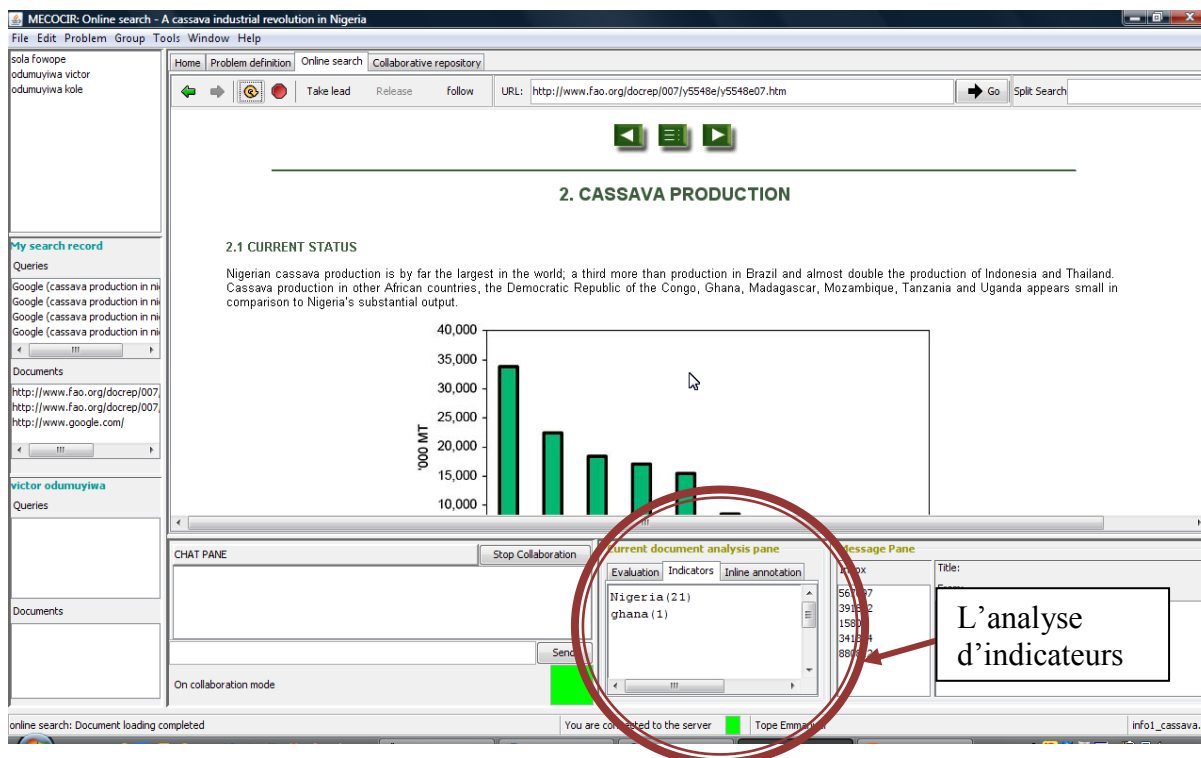 MECOCIR: Online search - A cassava industrial revolution in Nigeria
File Edit Problem Group Tools Window Help
sola fowope
odumuyiwa victor
odumuyiwa kole
Home Problem definition Online search Collaborative repository
Take lead Release follow URL: http://www.fao.org/docrep/007/y5548e/y5548e07.htm Go Split Search
2. CASSAVA PRODUCTION
2.1 CURRENT STATUS
Nigerian cassava production is by far the largest in the world; a third more than production in Brazil and almost double the production of Indonesia and Thailand.
Cassava production in other African countries, the Democratic Republic of the Congo, Ghana, Madagascar, Mozambique, Tanzania and Uganda appears small in
comparison to Nigeria's substantial output.
40,000
35,000
30,000
25,000
20,000
15,000
10,000
'000 MT
My search record
Queries
Google (cassava production in ni
Google (cassava production in ni
Google (cassava production in ni
Google (cassava production in ni
Documents
http://www.fao.org/docrep/007/
http://www.fao.org/docrep/007/
http://www.google.com/
victor odumuyiwa
Queries
Documents
CHAT PANE Stop Collaboration
Send
On collaboration mode
Current document analysis pane
Evaluation Indicators Inline annotation
Nigeria(21)
ghana(1)
Message Pane
Title:
L'analyse
d'indicateurs
online search: Document loading completed
You are connected to the server
Tope Emmanuel
info1_cassava.